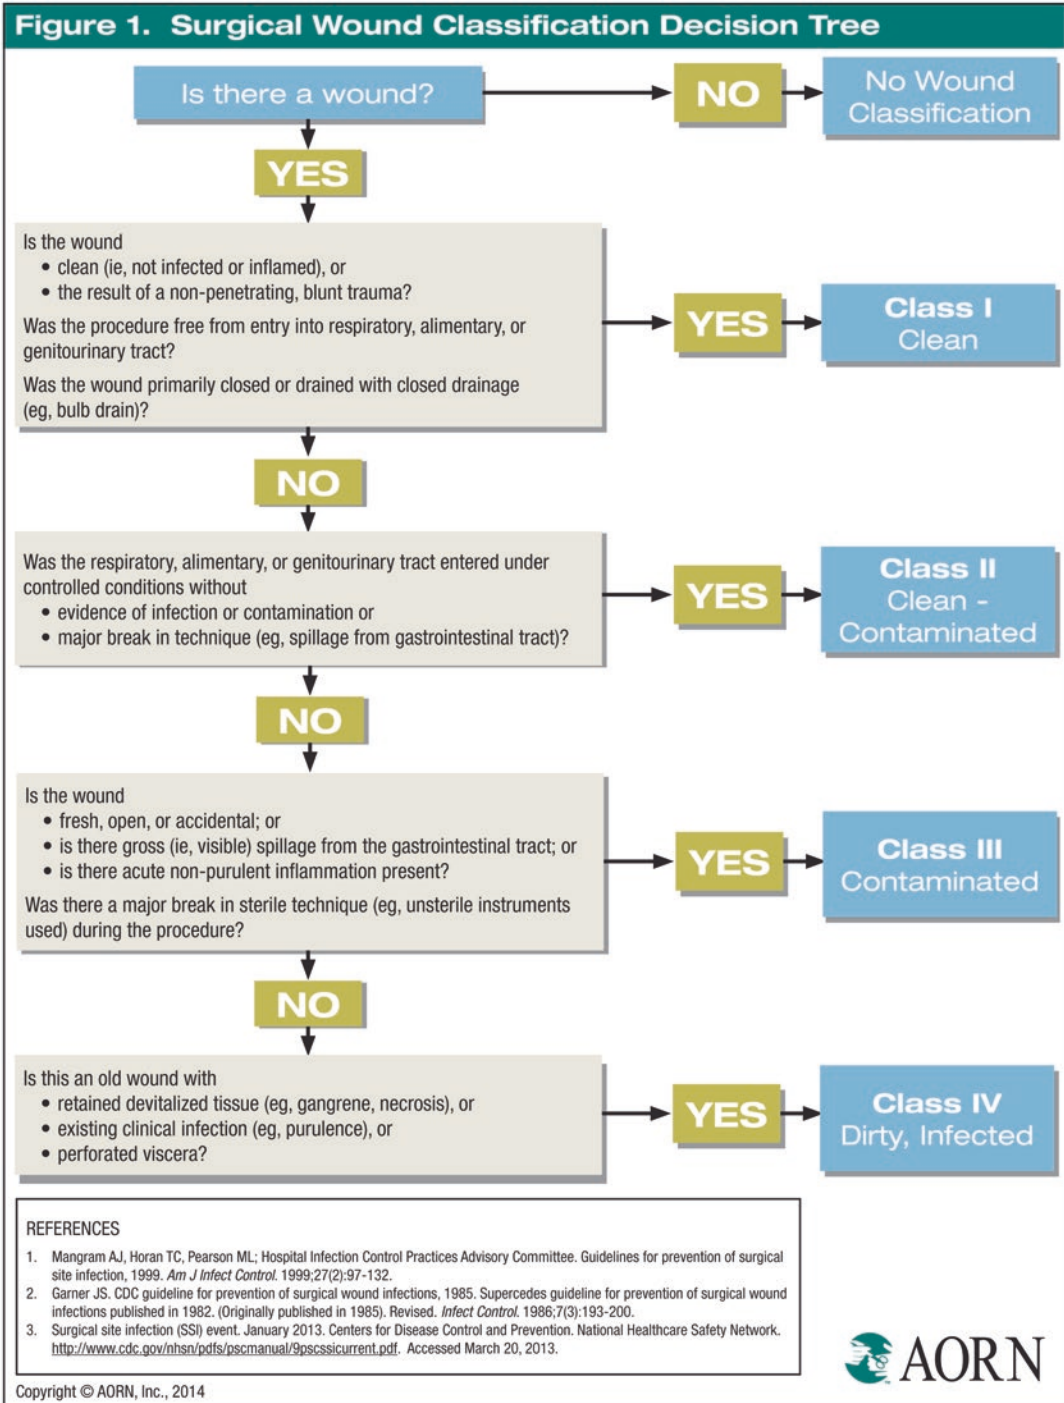 Figure 1. Surgical Wound Classification Decision Tree
Is there a wound?
NO
No Wound
Classification
YES
Is the wound
• clean (ie, not infected or inflamed), or
• the result of a non-penetrating, blunt trauma?
Was the procedure free from entry into respiratory, alimentary, or
genitourinary tract?
Was the wound primarily closed or drained with closed drainage
(eg, bulb drain)?
YES
Class I
Clean
NO
Was the respiratory, alimentary, or genitourinary tract entered under
controlled conditions without
• evidence of infection or contamination or
• major break in technique (eg, spillage from gastrointestinal tract)?
YES
Class II
Clean -
Contaminated
NO
Is the wound
• fresh, open, or accidental; or
• is there gross (ie, visible) spillage from the gastrointestinal tract; or
• is there acute non-purulent inflammation present?
Was there a major break in sterile technique (eg, unsterile instruments
used) during the procedure?
YES
Class III
Contaminated
NO
Is this an old wound with
• retained devitalized tissue (eg, gangrene, necrosis), or
• existing clinical infection (eg, purulence), or
• perforated viscera?
YES
Class IV
Dirty, Infected
REFERENCES
1. Mangram AJ, Horan TC, Pearson ML; Hospital Infection Control Practices Advisory Committee. Guidelines for prevention of surgical
site infection, 1999. Am J Infect Control. 1999;27(2):97-132.
2. Garner JS. CDC guideline for prevention of surgical wound infections, 1985. Supercedes guideline for prevention of surgical wound
infections published in 1982. (Originally published in 1985). Revised. Infect Control. 1986;7(3):193-200.
3. Surgical site infection (SSI) event. January 2013. Centers for Disease Control and Prevention. National Healthcare Safety Network.
http://www.cdc.gov/nhsn/pdfs/pscmanual/9pscssicurrent.pdf. Accessed March 20, 2013.
AORN
Copyright © AORN, Inc., 2014